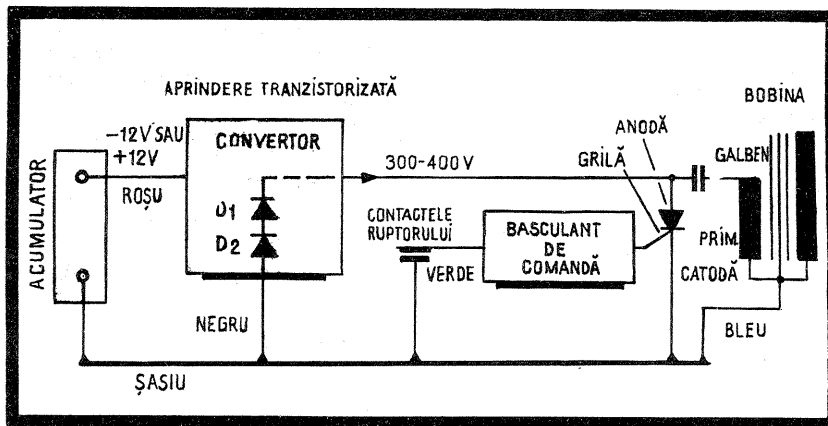 APRINDERE TRANZISTORIZATĂ
BOBINA
ACUMULATOR
-12V SAU
+12V
ROȘU
CONVERTOR
D1
D2
NEGRU
300-400 V
ANODĂ
GRILĂ
GALBEN
CONTACTELE
RUPTORULUI
VERDE
BASCULANT
DE
COMANDĂ
PRIM.
CATODĂ
BLEU
ȘASIU